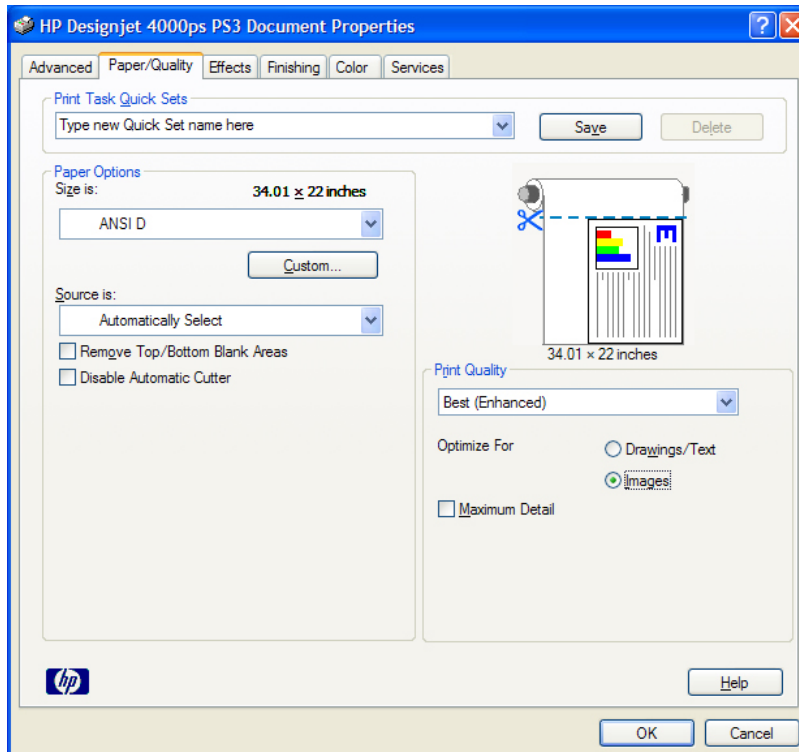 HP Designjet 4000ps PS3 Document Properties
Advanced Paper/Quality Effects Finishing Color Services
Print Task Quick Sets
Type new Quick Set name here Save Delete
Paper Options
Size is: 34.01 x 22 inches
ANSI D
Custom...
Source is:
Automatically Select
Remove Top/Bottom Blank Areas
Disable Automatic Cutter
E
34.01 × 22 inches
Print Quality
Best (Enhanced)
Optimize For Drawings/Text
Images
Maximum Detail
hp Help
OK Cancel